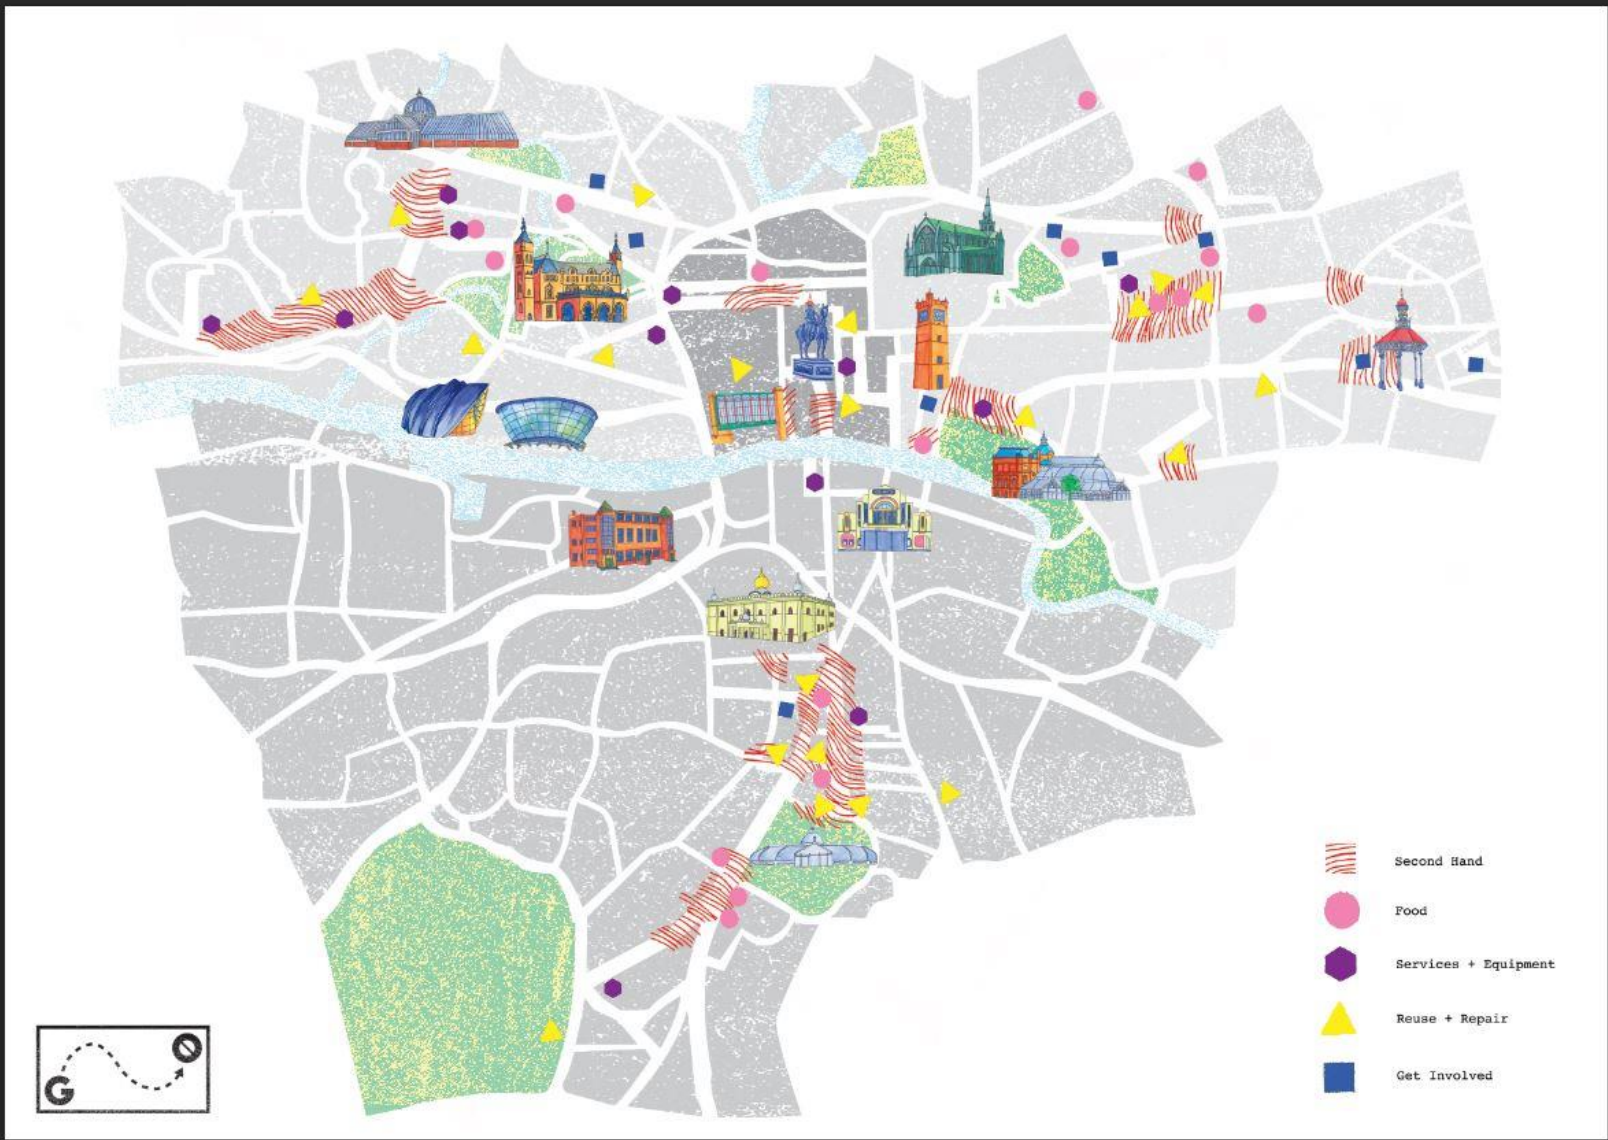 Second Hand
Food
Services + Equipment
Reuse + Repair
Get Involved
G